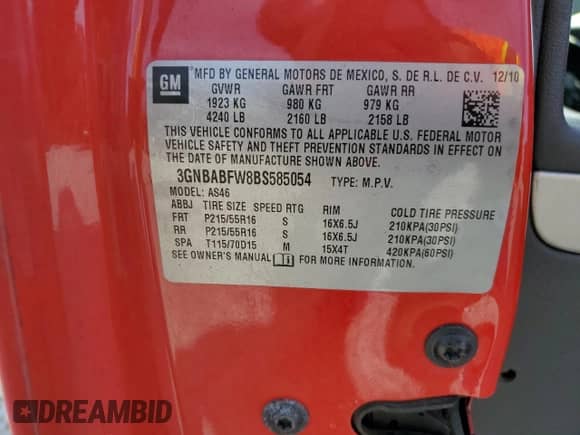 GM
MFD BY GENERAL MOTORS DE MEXICO, S. DE R.L. DE C.V. 12/10
GVWR GAWR FRT GAWR RR
1923 KG 980 KG 979 KG
4240 LB 2160 LB 2158 LB
THIS VEHICLE CONFORMS TO ALL APPLICABLE U.S. FEDERAL MOTOR
VEHICLE SAFETY AND THEFT PREVENTION STANDARDS IN EFFECT ON
THE DATE OF MANUFACTURE SHOWN ABOVE.
3GNBABFW8BS585054 TYPE: M.P.V.
MODEL: AS46
ABBJ TIRE SIZE SPEED RTG RIM COLD TIRE PRESSURE
FRT P215/55R16 S 16X6.5J 210KPA(30PSI)
RR P215/55R16 S 16X6.5J 210KPA(30PSI)
SPA T115/70D15 M 15X4T 420KPA(60PSI)
SEE OWNER'S MANUAL FOR MORE INFORMATION.
DREAMBID